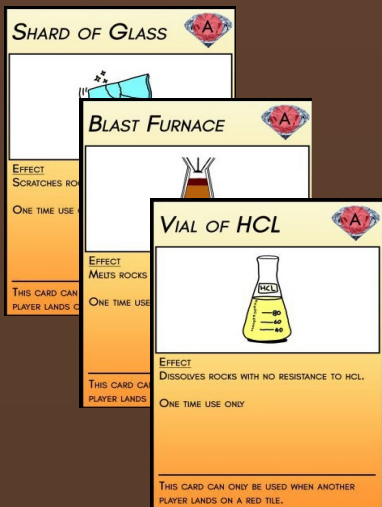 SHARD OF GLASS
A
EFFECT
SCRATCHES
ONE TIME USE
THIS CARD CAN
PLAYER LANDS
BLAST FURNACE
A
EFFECT
MELTS ROCKS
ONE TIME USE
THIS CARD
PLAYER LANDS
VIAL OF HCL
A
HCL
80
60
40
EFFECT
DISSOLVES ROCKS WITH NO RESISTANCE TO HCL.
ONE TIME USE ONLY
THIS CARD CAN ONLY BE USED WHEN ANOTHER
PLAYER LANDS ON A RED TILE.